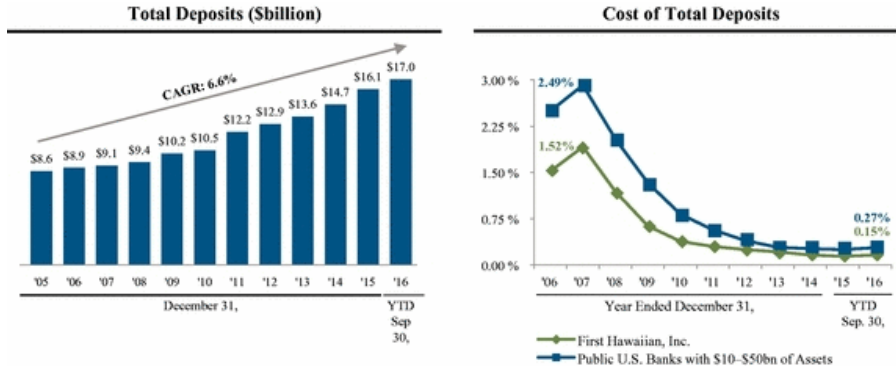 Total Deposits ($billion)
CAGR: 6.6%
$8.6 $8.9 $9.1 $9.4 $10.2 $10.5 $12.2 $12.9 $13.6 $14.7 $16.1 $17.0
'05 '06 '07 '08 '09 '10 '11 '12 '13 '14 '15 '16
December 31,
YTD
Sep
30,
Cost of Total Deposits
3.00 %
2.49%
2.25 %
1.52%
1.50 %
0.75 %
0.27%
0.15%
0.00 %
'06 '07 '08 '09 '10 '11 '12 '13 '14 '15 '16
Year Ended December 31,
YTD
Sep. 30,
First Hawaiian, Inc.
Public U.S. Banks with $10–$50bn of Assets